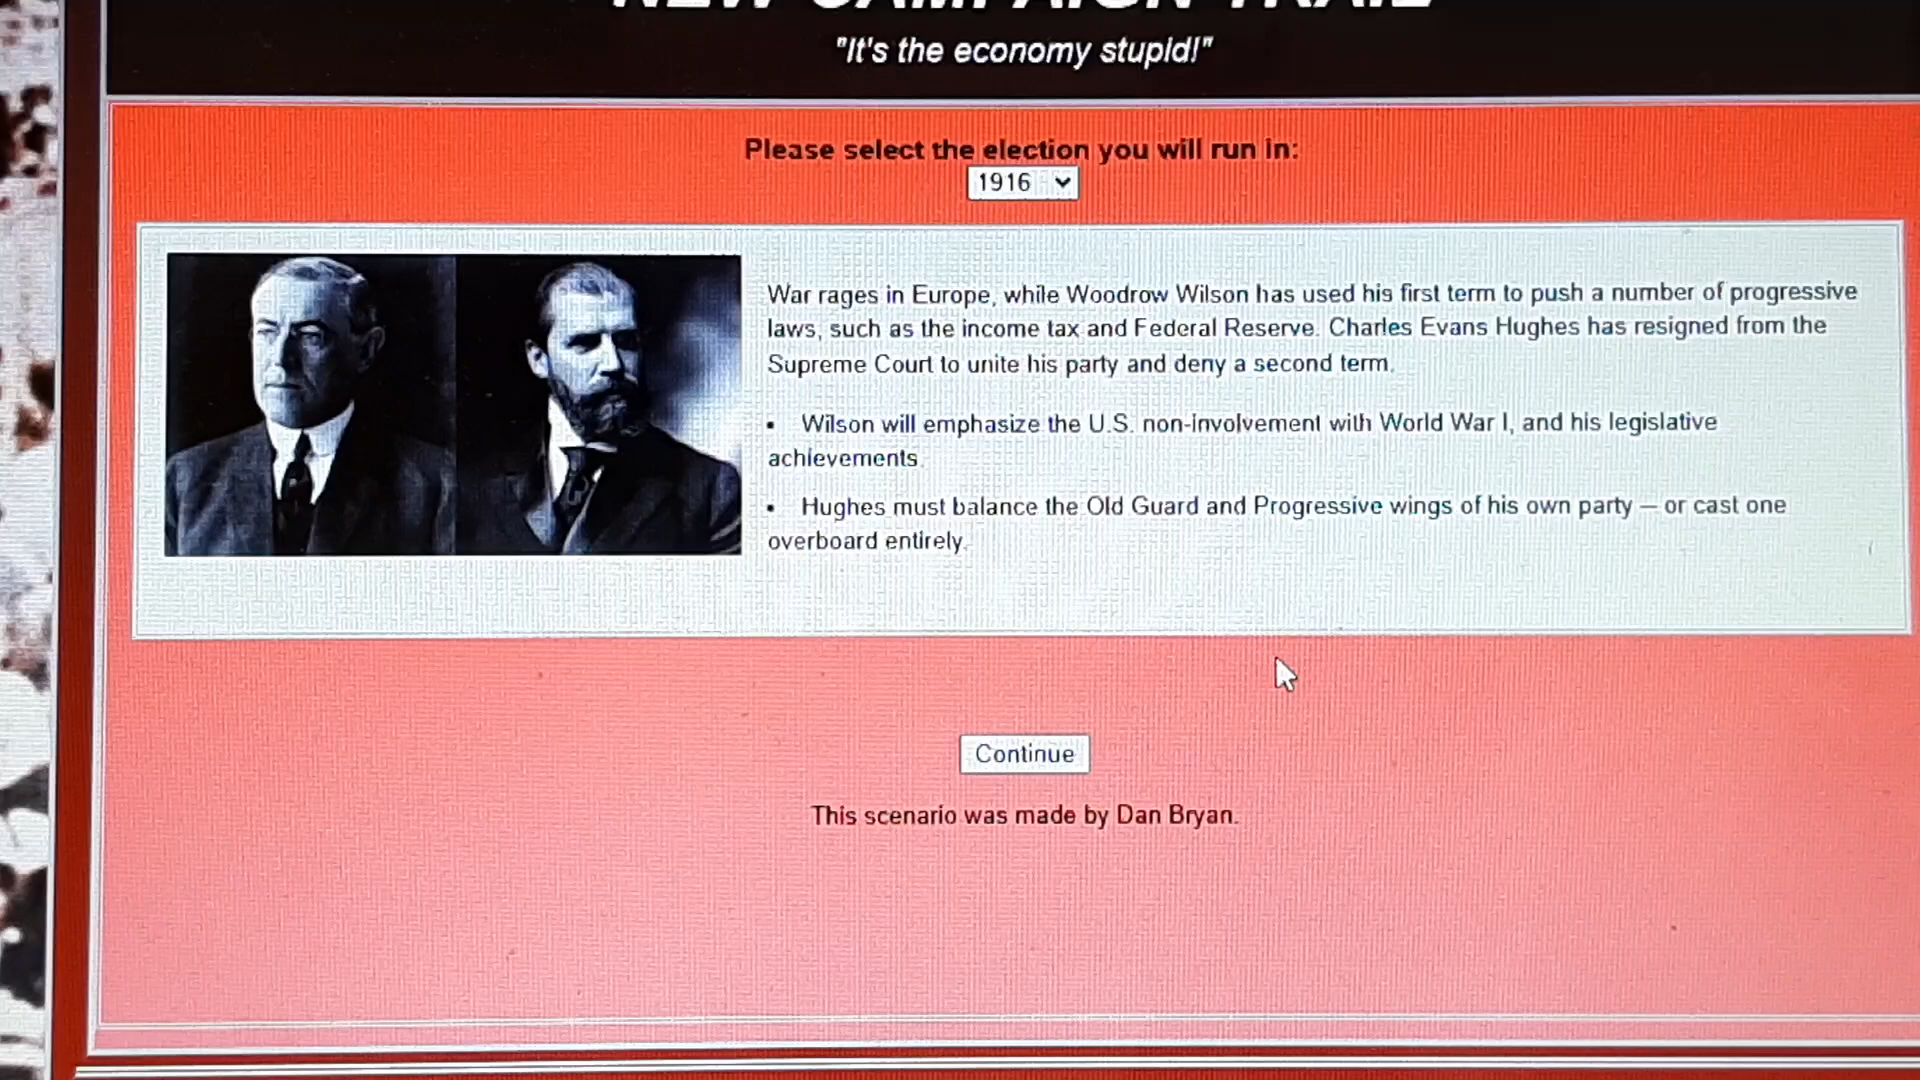 NEW CAMPAIGN TRAIL
"It's the economy stupid!"
Please select the election you will run in:
1916
War rages in Europe, while Woodrow Wilson has used his first term to push a number of progressive
laws, such as the income tax and Federal Reserve. Charles Evans Hughes has resigned from the
Supreme Court to unite his party and deny a second term.
• Wilson will emphasize the U.S. non-involvement with World War I, and his legislative
achievements.
• Hughes must balance the Old Guard and Progressive wings of his own party — or cast one
overboard entirely.
Continue
This scenario was made by Dan Bryan.